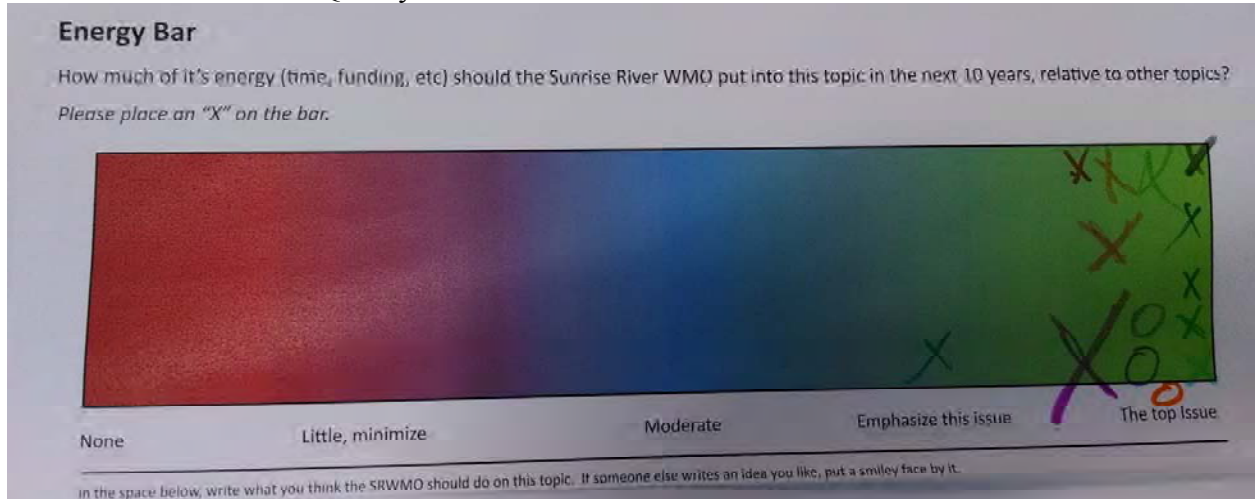 Energy Bar
How much of it's energy (time, funding, etc) should the Sunrise River WMO put into this topic in the next 10 years, relative to other topics?
Please place an "X" on the bar.
X X X X
X X
X
X O X
X O
O
None Little, minimize Moderate Emphasize this issue The top Issue
In the space below, write what you think the SRWMO should do on this topic. If someone else writes an idea you like, put a smiley face by it.